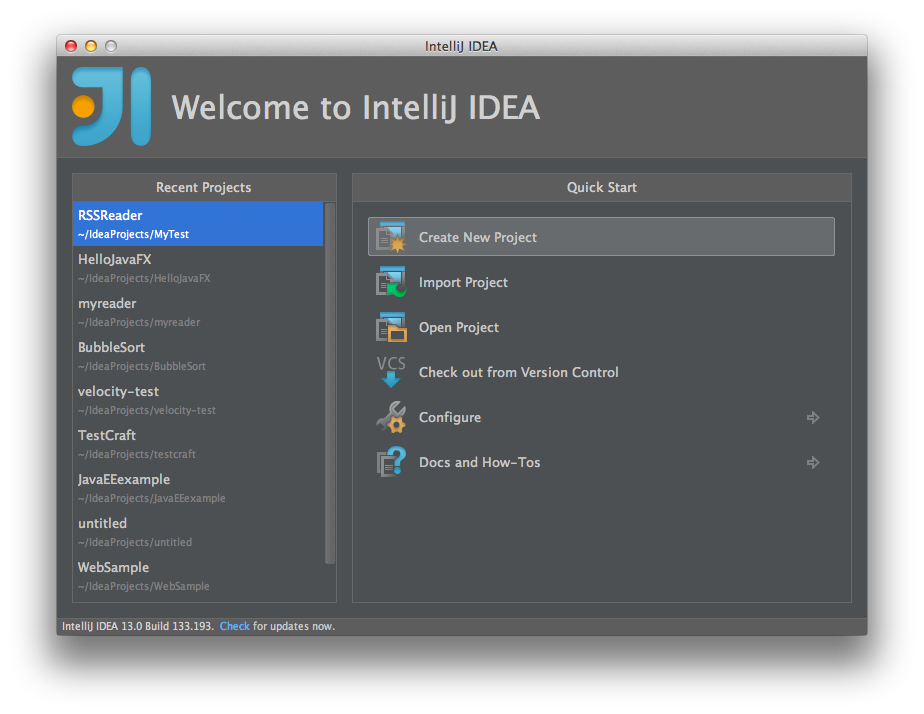 IntelliJ IDEA
Welcome to IntelliJ IDEA
Recent Projects
RSSReader
~/IdeaProjects/MyTest
HelloJavaFX
~/IdeaProjects/HelloJavaFX
myreader
~/IdeaProjects/myreader
BubbleSort
~/IdeaProjects/BubbleSort
velocity-test
~/IdeaProjects/velocity-test
TestCraft
~/IdeaProjects/testcraft
JavaEEexample
~/IdeaProjects/JavaEEexample
untitled
~/IdeaProjects/untitled
WebSample
~/IdeaProjects/WebSample
Quick Start
Create New Project
Import Project
Open Project
VCS
Check out from Version Control
Configure
Docs and How-Tos
IntelliJ IDEA 13.0 Build 133.193. Check for updates now.